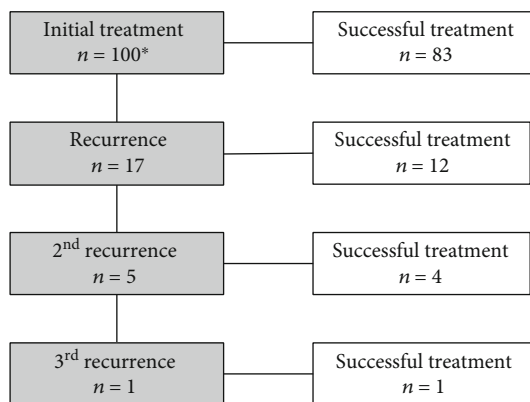 Initial treatment
n = 100*
Successful treatment
n = 83
Recurrence
n = 17
Successful treatment
n = 12
2nd recurrence
n = 5
Successful treatment
n = 4
3rd recurrence
n = 1
Successful treatment
n = 1